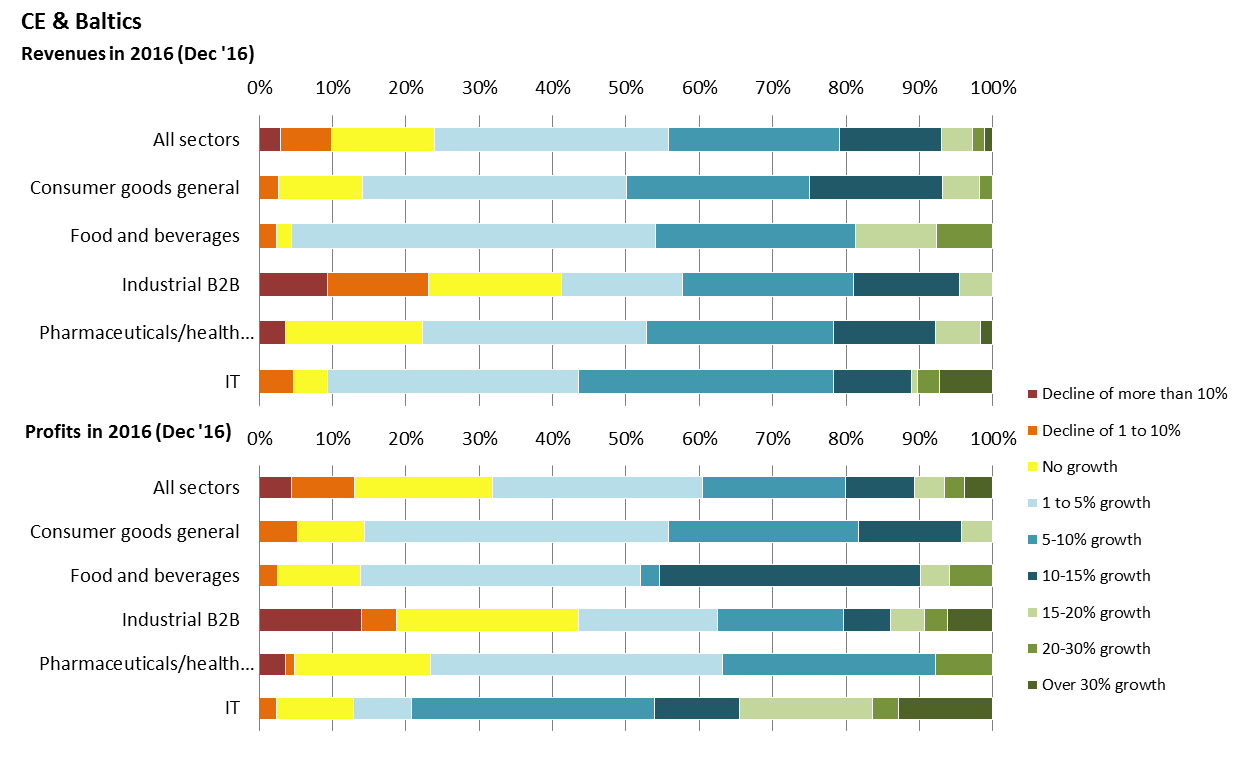 CE & Baltics
Revenues in 2016 (Dec '16)
0% 10% 20% 30% 40% 50% 60% 70% 80% 90% 100%
All sectors
Consumer goods general
Food and beverages
Industrial B2B
Pharmaceuticals/health...
IT
Profits in 2016 (Dec '16) 0% 10% 20% 30% 40% 50% 60% 70% 80% 90% 100%
All sectors
Consumer goods general
Food and beverages
Industrial B2B
Pharmaceuticals/health...
IT
Decline of more than 10%
Decline of 1 to 10%
No growth
1 to 5% growth
5-10% growth
10-15% growth
15-20% growth
20-30% growth
Over 30% growth